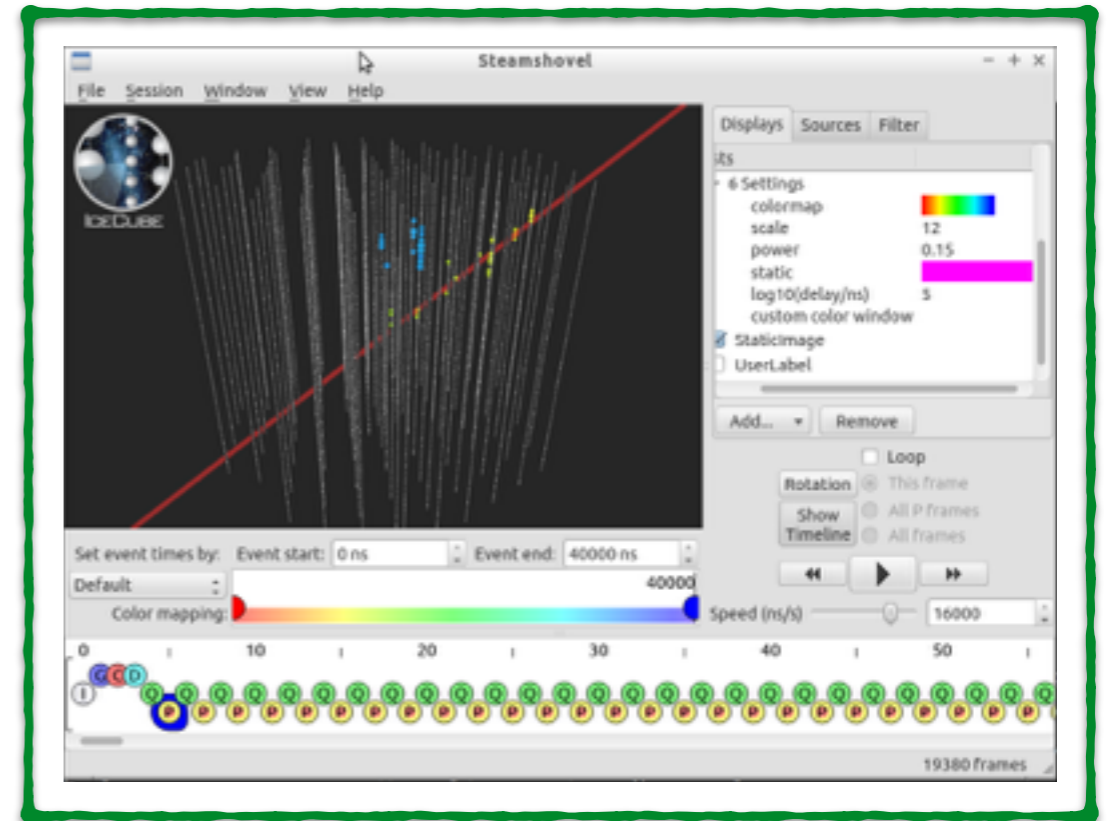 Steamshovel
File Session Window View Help
ICECUBE
Displays Sources Filter
sts
6 Settings
colormap
scale 12
power 0.15
static
log10(delay/ns) 5
custom color window
StaticImage
UserLabel
Add... Remove
Loop
Rotation This frame
Show Timeline All P frames
All frames
Set event times by: Event start: 0 ns Event end: 40000 ns
Default 40000
Color mapping: Speed (ns/s) 16000
0 10 20 30 40 50
G C D
I Q Q Q Q Q Q Q Q Q Q Q Q Q Q Q Q Q Q Q Q Q Q Q Q Q Q Q
P P P P P P P P P P P P P P P P P P P P P P P P P P
19380 frames